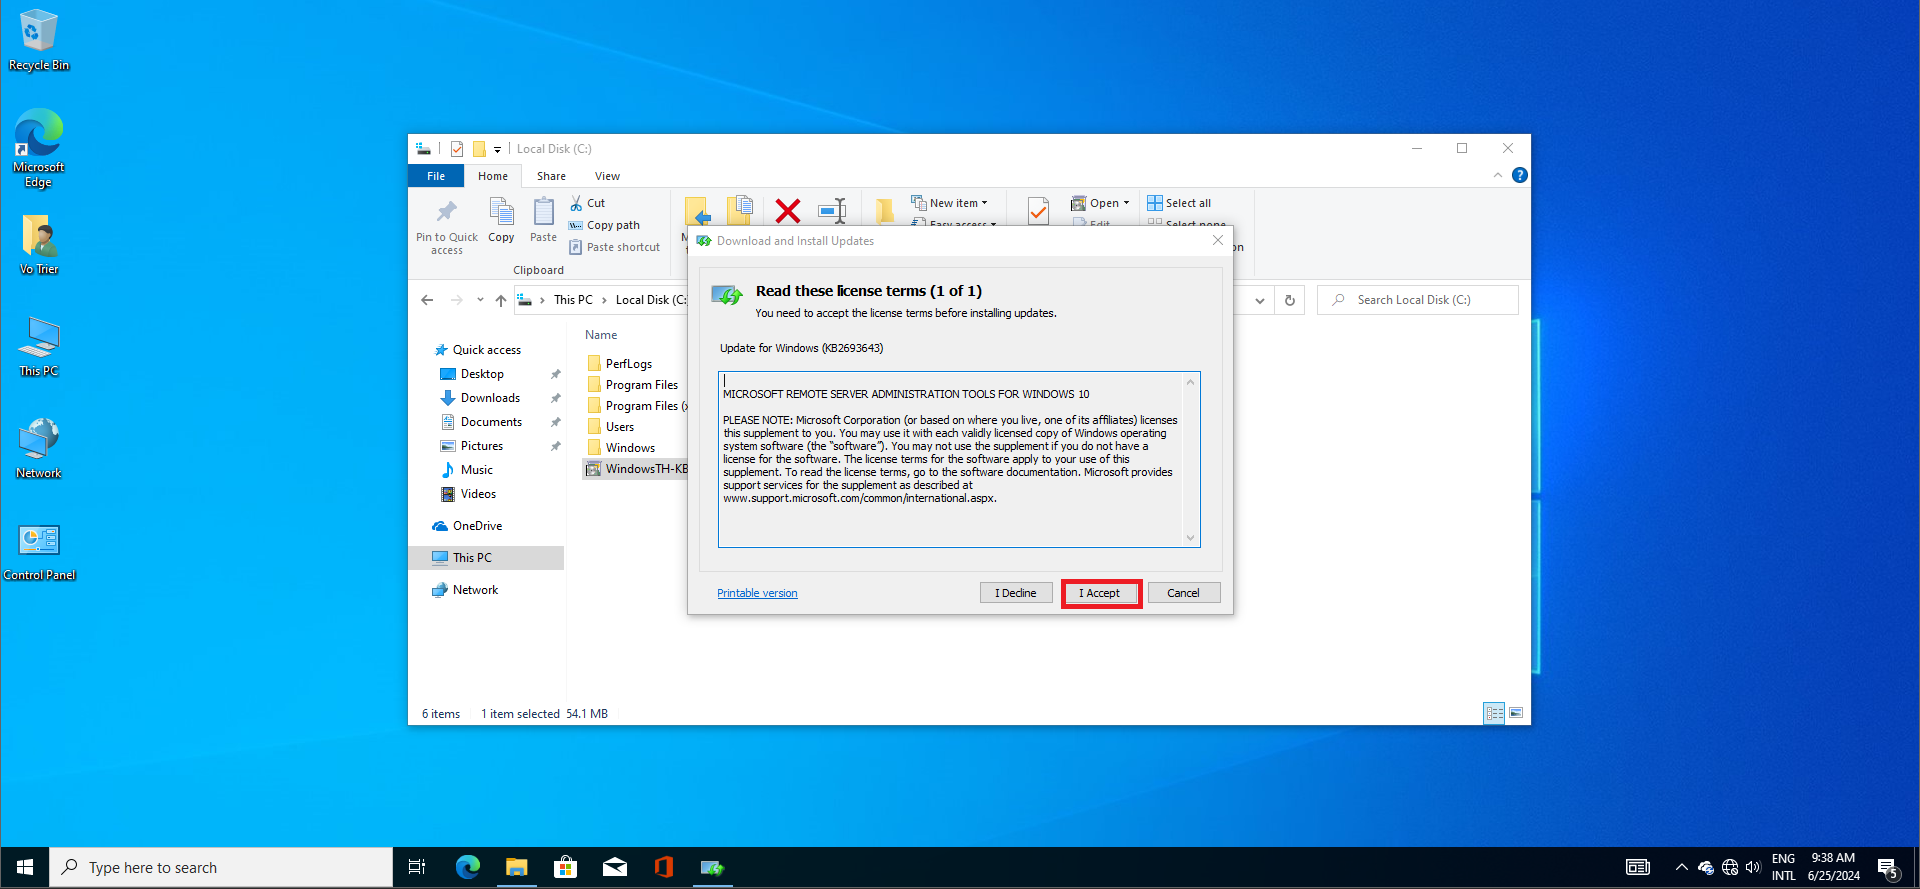 Recycle Bin
Microsoft
Edge
Vo Trier
This PC
Network
Control Panel
Local Disk (C:)
File
Home
Share
View
Pin to Quick
access
Copy
Paste
Cut
Copy path
Paste shortcut
Clipboard
New item
Easy access
Open
Edit
Select all
Select none
This PC
Local Disk (C:
Search Local Disk (C:)
Quick access
Desktop
Downloads
Documents
Pictures
Music
Videos
OneDrive
This PC
Network
Name
PerfLogs
Program Files
Program Files (x
Users
Windows
WindowsTH-KB
6 items
1 item selected 54.1 MB
Download and Install Updates
Read these license terms (1 of 1)
You need to accept the license terms before installing updates.
Update for Windows (KB2693643)
MICROSOFT REMOTE SERVER ADMINISTRATION TOOLS FOR WINDOWS 10
PLEASE NOTE: Microsoft Corporation (or based on where you live, one of its affiliates) licenses
this supplement to you. You may use it with each validly licensed copy of Windows operating
system software (the “software”). You may not use the supplement if you do not have a
license for the software. The license terms for the software apply to your use of this
supplement. To read the license terms, go to the software documentation. Microsoft provides
support services for the supplement as described at
www.support.microsoft.com/common/international.aspx.
Printable version
I Decline
I Accept
Cancel
Type here to search
ENG
INTL
9:38 AM
6/25/2024
5